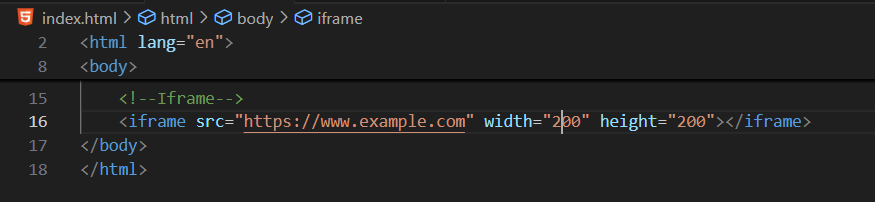 index.html > html > body > iframe
2 <html lang="en">
8 <body>
15 <!--Iframe-->
16 <iframe src="https://www.example.com" width="200" height="200"></iframe>
17 </body>
18 </html>